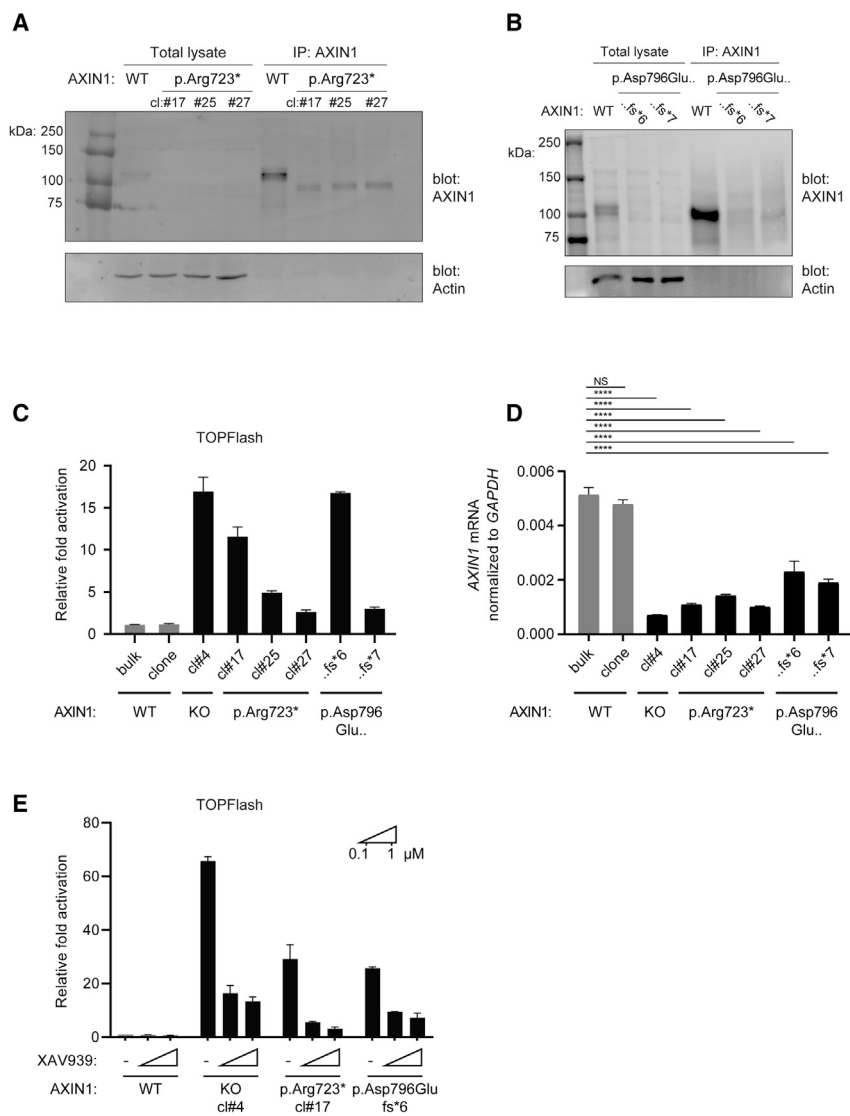 A
Total lysate IP: AXIN1
AXIN1: WT p.Arg723* WT p.Arg723*
cl:#17 #25 #27 cl:#17 #25 #27
kDa: 250
150
100
75
blot:
AXIN1
blot:
Actin
B
Total lysate IP: AXIN1
p.Asp796Glu.. p.Asp796Glu..
AXIN1: WT ..fs*6 ..fs*7 WT ..fs*6 ..fs*7
kDa:
250
150
100
75
blot:
AXIN1
blot:
Actin
C
TOPFlash
Relative fold activation
20
15
10
5
0
bulk clone cl#4 cl#17 cl#25 cl#27 ..fs*6 ..fs*7
AXIN1: WT KO p.Arg723* p.Asp796
Glu..
D
NS
****
****
****
****
****
****
AXIN1 mRNA
normalized to GAPDH
0.006
0.004
0.002
0.000
bulk clone cl#4 cl#17 cl#25 cl#27 ..fs*6 ..fs*7
AXIN1: WT KO p.Arg723* p.Asp796
Glu..
E
TOPFlash
0.1 1 µM
Relative fold activation
80
60
40
20
0
XAV939: - - - -
AXIN1: WT KO p.Arg723* p.Asp796Glu
cl#4 cl#17 fs*6